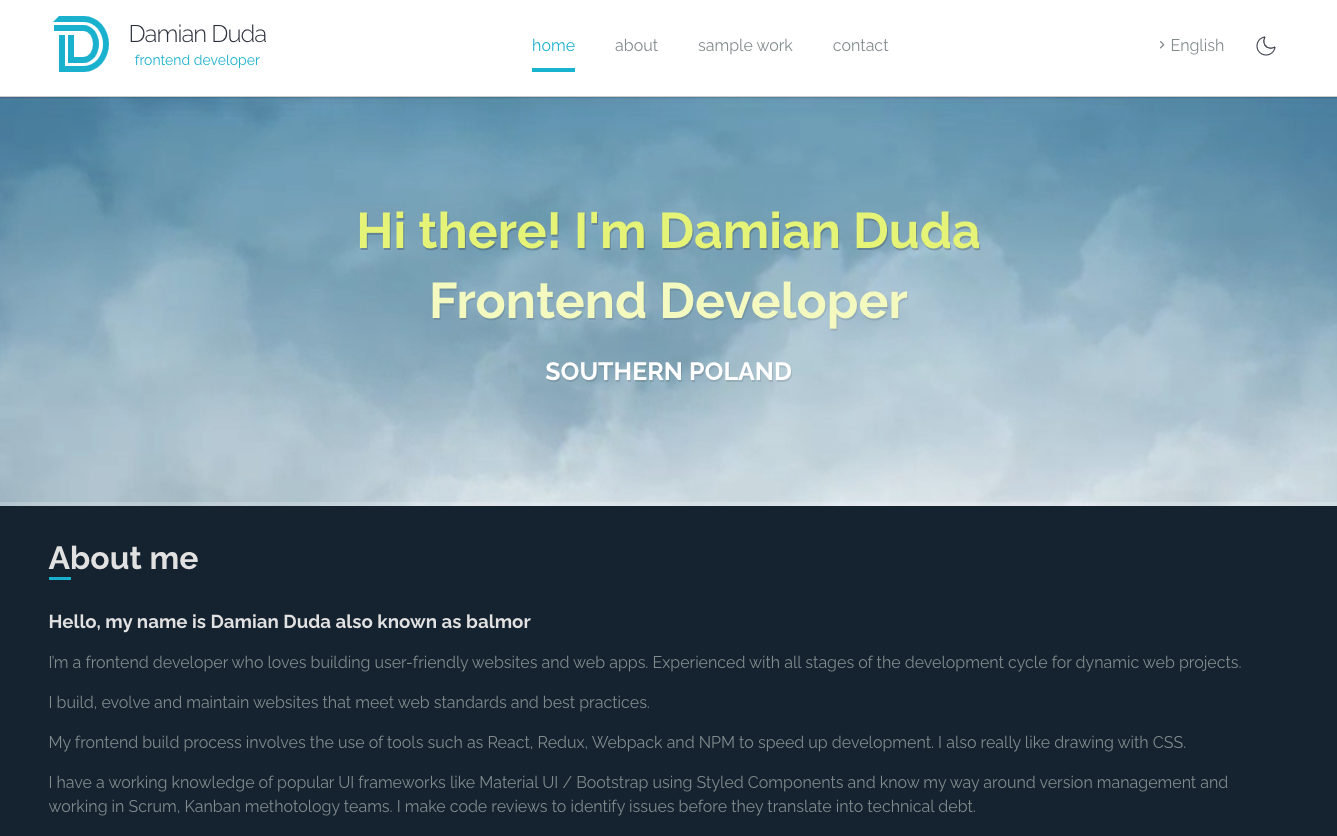 Damian Duda
frontend developer
home
about
sample work
contact
English
Hi there! I'm Damian Duda
Frontend Developer
SOUTHERN POLAND
About me
Hello, my name is Damian Duda also known as balmor
I'm a frontend developer who loves building user-friendly websites and web apps. Experienced with all stages of the development cycle for dynamic web projects.
I build, evolve and maintain websites that meet web standards and best practices.
My frontend build process involves the use of tools such as React, Redux, Webpack and NPM to speed up development. I also really like drawing with CSS.
I have a working knowledge of popular UI frameworks like Material UI / Bootstrap using Styled Components and know my way around version management and
working in Scrum, Kanban methotology teams. I make code reviews to identify issues before they translate into technical debt.